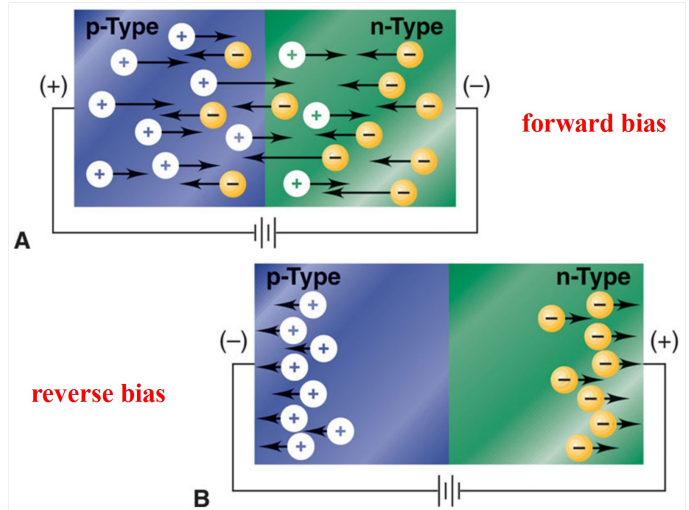 p-Type n-Type
(+) (−)
forward bias
A
p-Type n-Type
(−) (+)
reverse bias
B